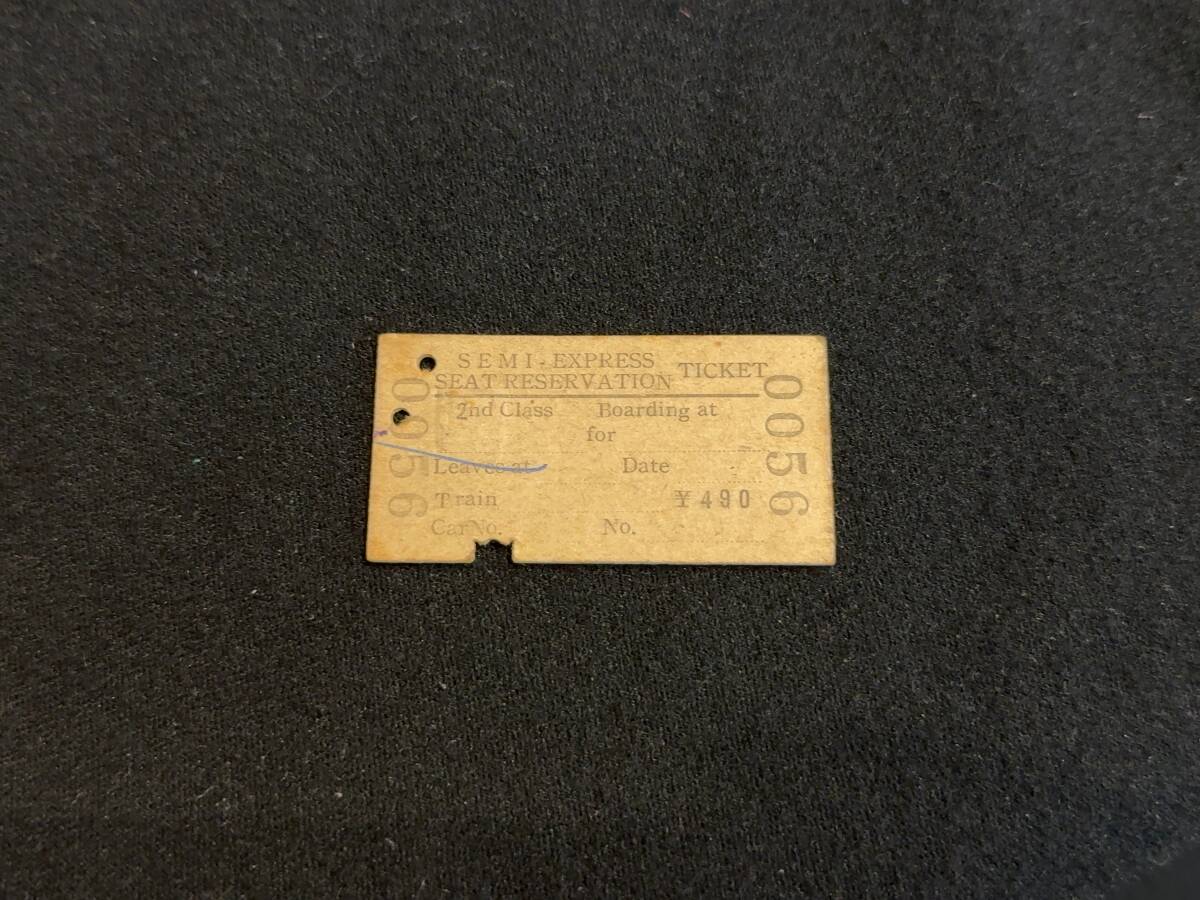 SEMI-EXPRESS
SEAT RESERVATION TICKET
2nd Class Boarding at
for
Leaves at Date
Train ¥490
Car No. No.
0056
0056